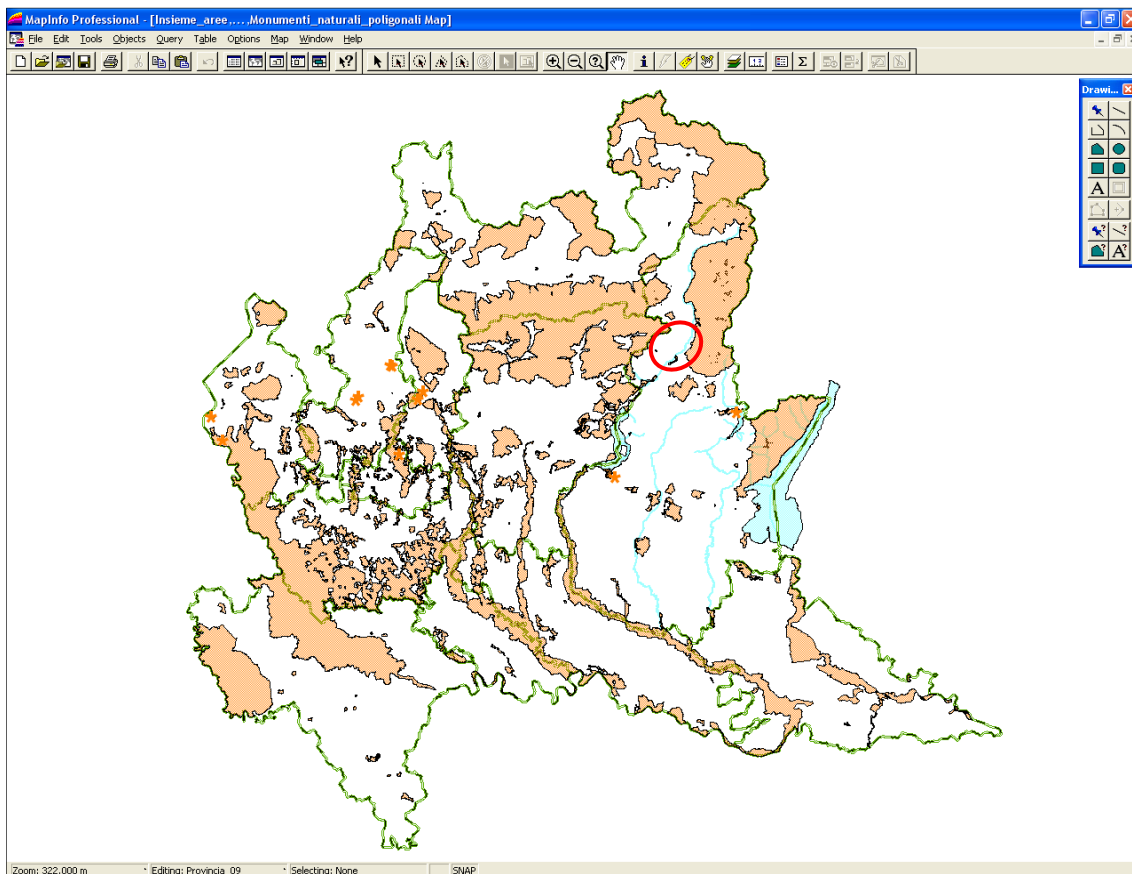 MapInfo Professional - [Insieme_aree,...,Monumenti_naturali_poligonali Map]
File Edit Tools Objects Query Table Options Map Window Help
Drawi...
A
A
Zoom: 322.000 m
Editing: Provincia_09
Selecting: None
SNAP